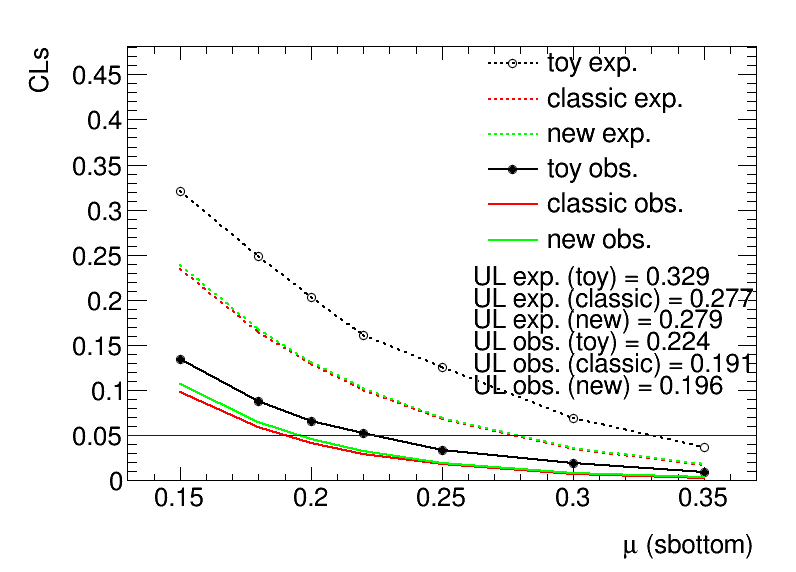 CLs
0.45
0.4
0.35
0.3
0.25
0.2
0.15
0.1
0.05
0
toy exp.
classic exp.
new exp.
toy obs.
classic obs.
new obs.
UL exp. (toy) = 0.329
UL exp. (classic) = 0.277
UL exp. (new) = 0.279
UL obs. (toy) = 0.224
UL obs. (classic) = 0.191
UL obs. (new) = 0.196
0.15 0.2 0.25 0.3 0.35
μ (sbottom)